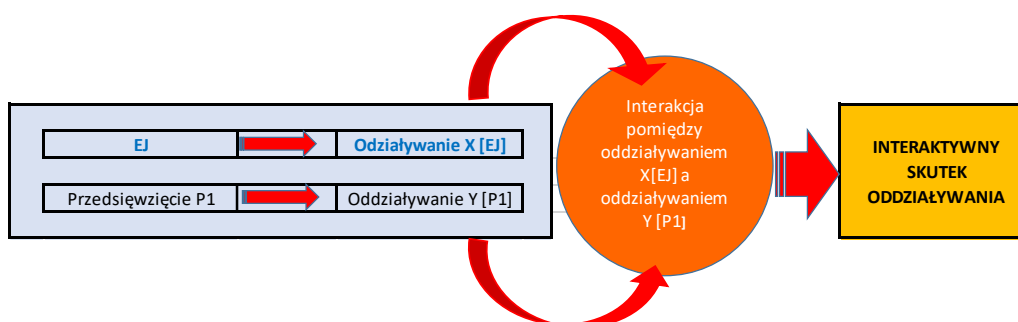 EJ
Odziaływanie X [EJ]
Przedsięwzięcie P1
Oddziaływanie Y [P1]
Interakcja
pomiędzy
oddziaływaniem
X[EJ] a
oddziaływaniem
Y [P1]
INTERAKTYWNY
SKUTEK
ODDZIAŁYWANIA